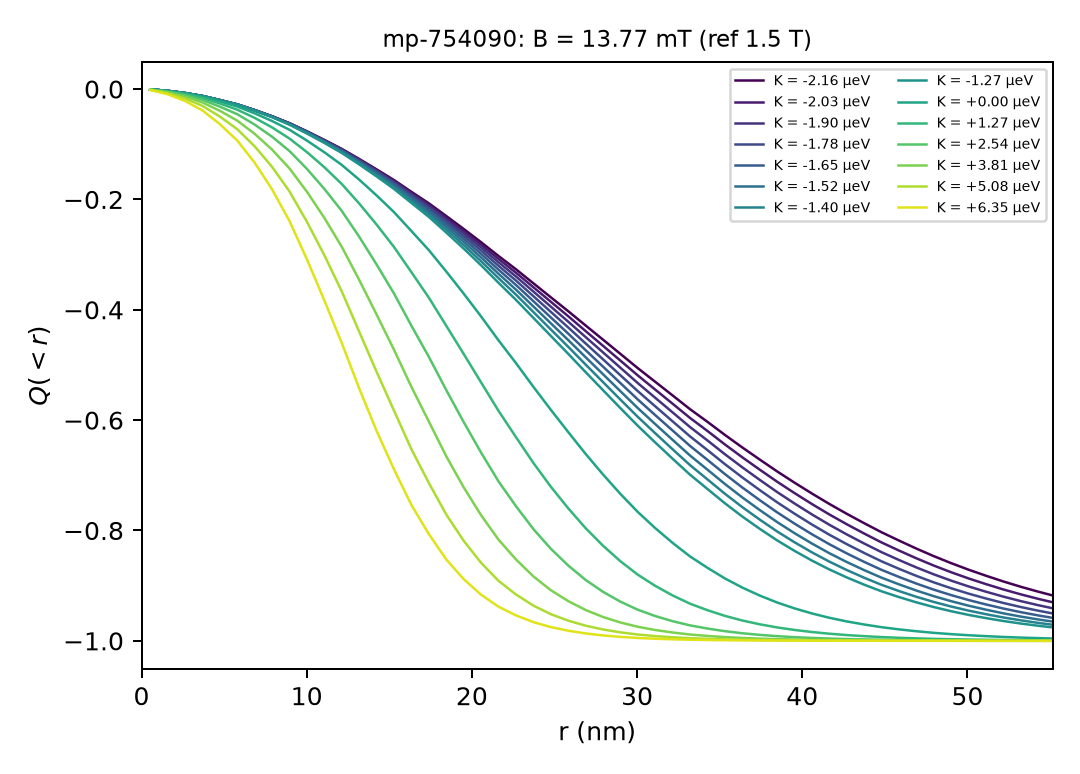 mp-754090: B = 13.77 mT (ref 1.5 T)
K = -2.16 μeV
K = -2.03 μeV
K = -1.90 μeV
K = -1.78 μeV
K = -1.65 μeV
K = -1.52 μeV
K = -1.40 μeV
K = -1.27 μeV
K = +0.00 μeV
K = +1.27 μeV
K = +2.54 μeV
K = +3.81 μeV
K = +5.08 μeV
K = +6.35 μeV
Q( < r)
0.0
−0.2
−0.4
−0.6
−0.8
−1.0
0 10 20 30 40 50
r (nm)